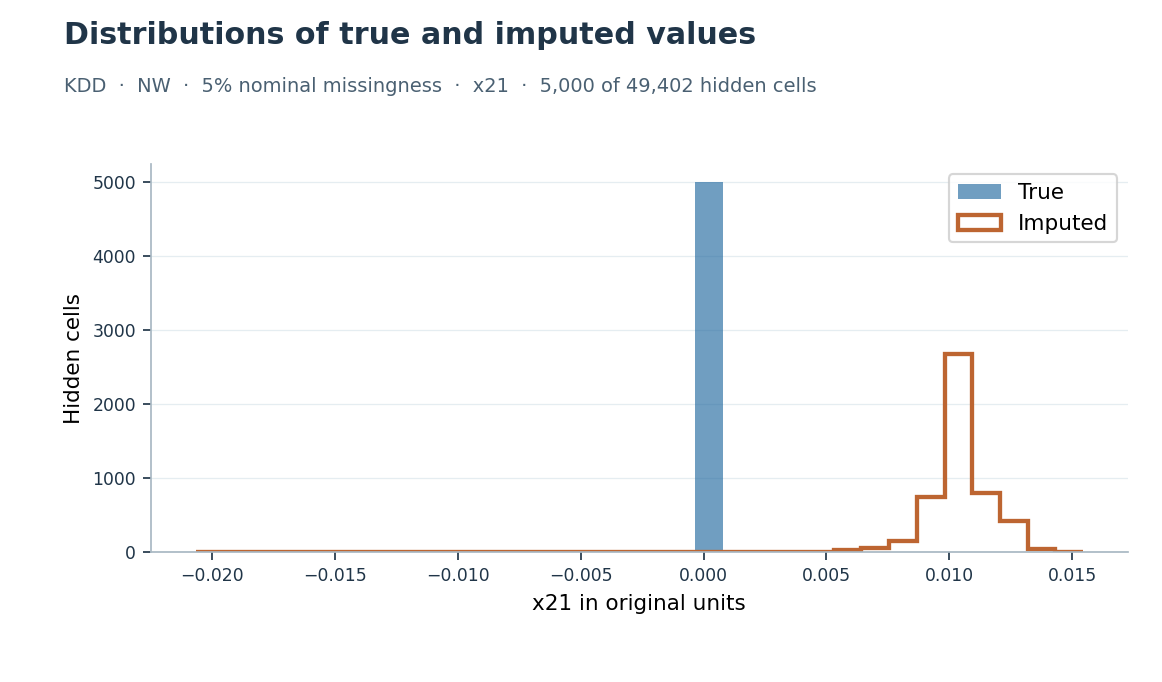 Distributions of true and imputed values
KDD · NW · 5% nominal missingness · x21 · 5,000 of 49,402 hidden cells
True
Imputed
Hidden cells
5000
4000
3000
2000
1000
0
−0.020 −0.015 −0.010 −0.005 0.000 0.005 0.010 0.015
x21 in original units